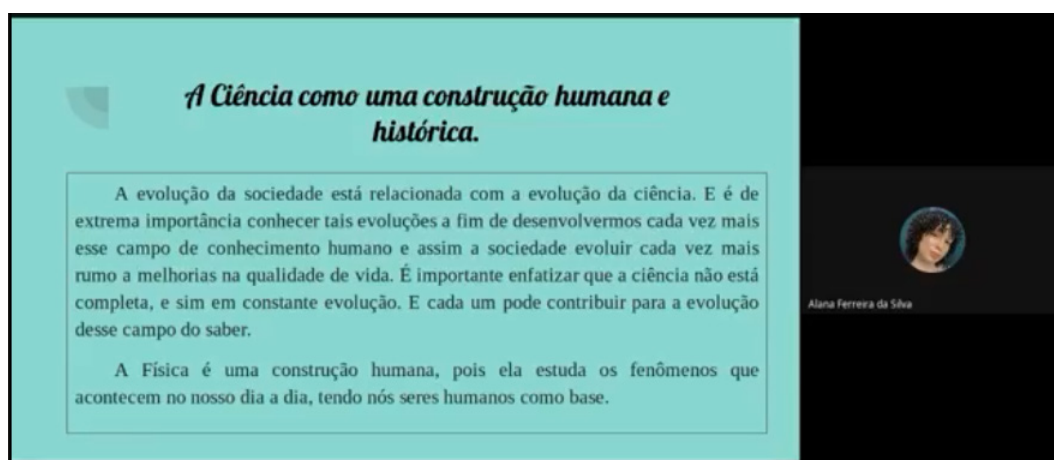 A Ciência como uma construção humana e
histórica.
A evolução da sociedade está relacionada com a evolução da ciência. E é de
extrema importância conhecer tais evoluções a fim de desenvolvermos cada vez mais
esse campo de conhecimento humano e assim a sociedade evoluir cada vez mais
rumo a melhorias na qualidade de vida. É importante enfatizar que a ciência não está
completa, e sim em constante evolução. E cada um pode contribuir para a evolução
desse campo do saber.
A Física é uma construção humana, pois ela estuda os fenômenos que
acontecem no nosso dia a dia, tendo nós seres humanos como base.
Alana Ferreira da Silva